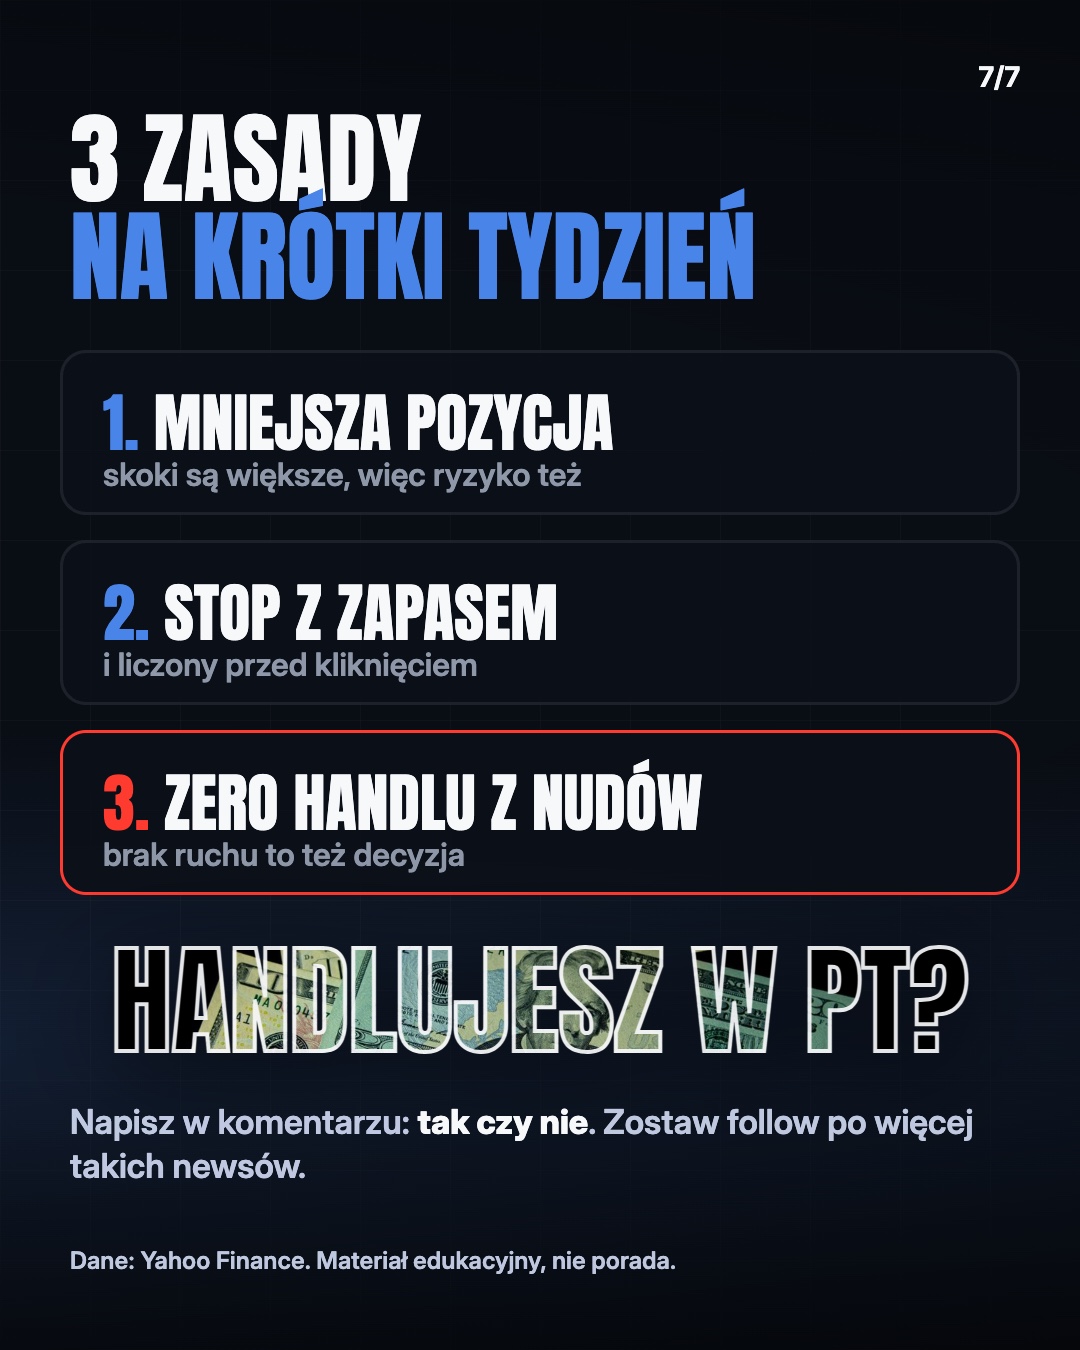 7/7
3 ZASADY
NA KRÓTKI TYDZIEŃ
1. MNIEJSZA POZYCJA
skoki są większe, więc ryzyko też
2. STOP Z ZAPASEM
i liczony przed kliknięciem
3. ZERO HANDLU Z NUDÓW
brak ruchu to też decyzja
HANDLUJESZ W PT?
Napisz w komentarzu: tak czy nie. Zostaw follow po więcej
takich newsów.
Dane: Yahoo Finance. Materiał edukacyjny, nie porada.